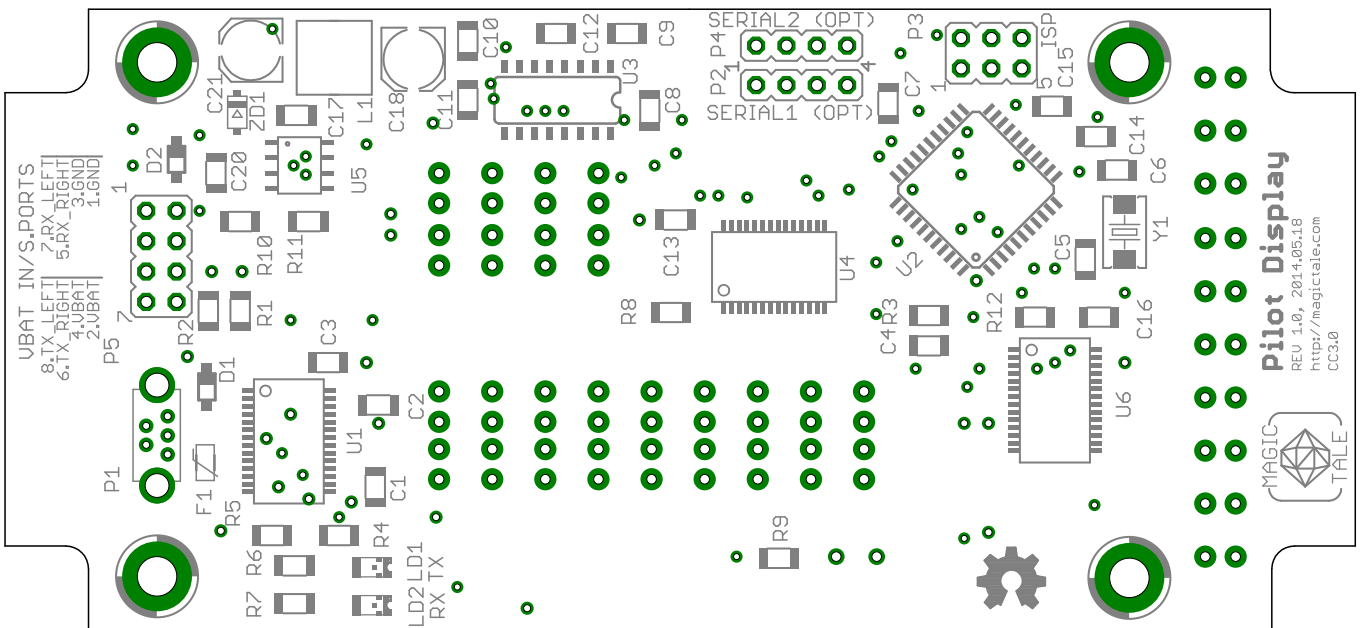 SERIAL2 (OPT)
P4
1
P2
4
SERIAL1 (OPT)
P3
ISP
1
5
C15
C21
ZD1
C17
L1
C18
C10
C11
C12
C9
U3
C8
C7
C14
C6
Y1
C5
U2
D2
C20
U5
VBAT IN/S.PORTS
7.RX_LEFT
5.RX_RIGHT
3.GND
1.GND
8.TX_LEFT
6.TX_RIGHT
4.VBAT
2.VBAT
1
7
P5
R10
R11
R2
R1
C3
C13
R8
U4
R3
C4
R12
C16
U6
D1
P1
F1
U1
C2
C1
R5
R4
R6
R7
LD1
TX
LD2
RX
R9
Pilot Display
REV 1.0, 2014.05.18
http://magictale.com
CC3.0
MAGIC
TALE